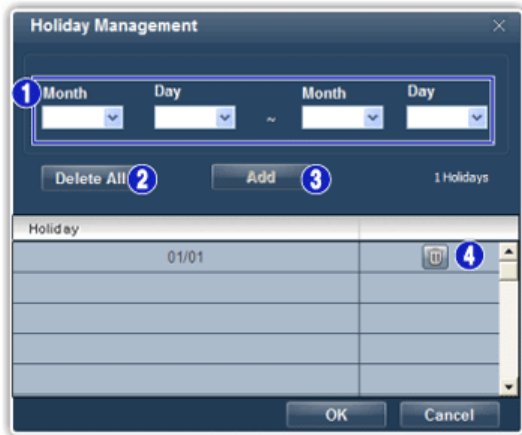 Holiday Management
1
Month Day ~ Month Day
Delete All 2 Add 3 1 Holidays
Holiday
01/01 4
OK Cancel